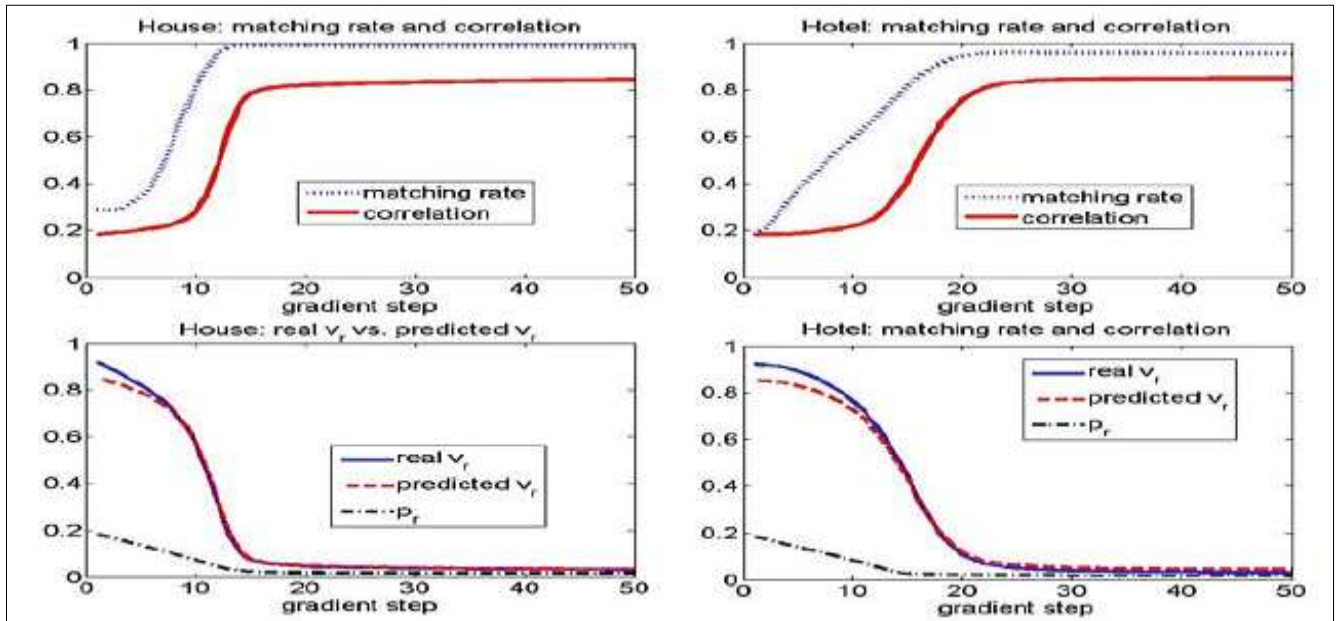 House: matching rate and correlation
1
0.8
0.6
0.4
0.2
0
matching rate
correlation
0 10 20 30 40 50
gradient step
Hotel: matching rate and correlation
1
0.8
0.6
0.4
0.2
0
matching rate
correlation
0 10 20 30 40 50
gradient step
House: real vr vs. predicted vr
1
0.8
0.6
0.4
0.2
0
real vr
predicted vr
Pr
0 10 20 30 40 50
gradient step
Hotel: matching rate and correlation
1
0.8
0.6
0.4
0.2
0
real vr
predicted vr
Pr
0 10 20 30 40 50
gradient step